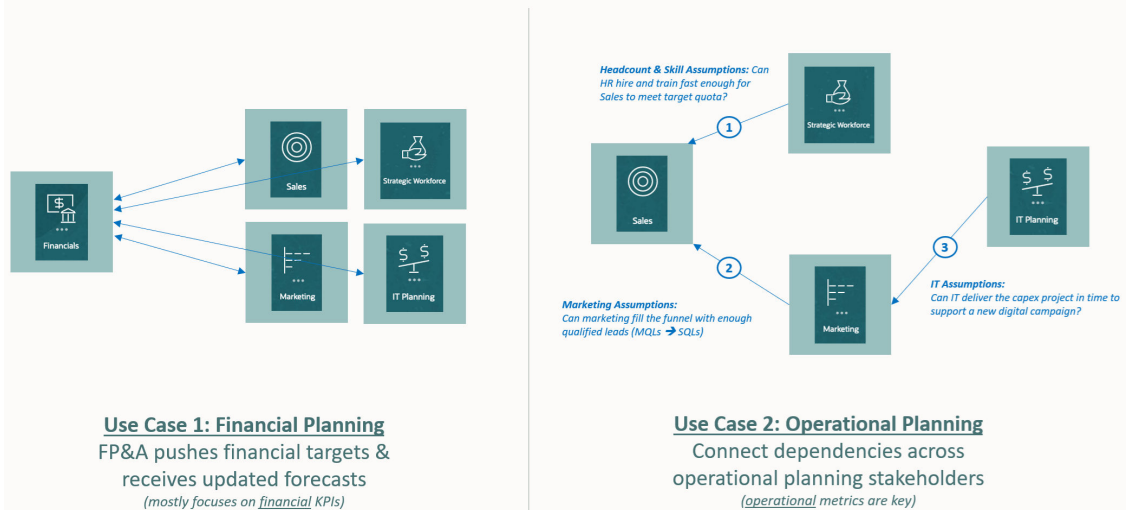 Sales
Strategic Workforce
Financials
Marketing
IT Planning
Use Case 1: Financial Planning
FP&A pushes financial targets &
receives updated forecasts
(mostly focuses on financial KPIs)
Headcount & Skill Assumptions: Can
HR hire and train fast enough for
Sales to meet target quota?
1
Strategic Workforce
Sales
IT Planning
3
2
Marketing Assumptions:
Can marketing fill the funnel with enough
qualified leads (MQLs → SQLs)
Marketing
IT Assumptions:
Can IT deliver the capex project in time to
support a new digital campaign?
Use Case 2: Operational Planning
Connect dependencies across
operational planning stakeholders
(operational metrics are key)